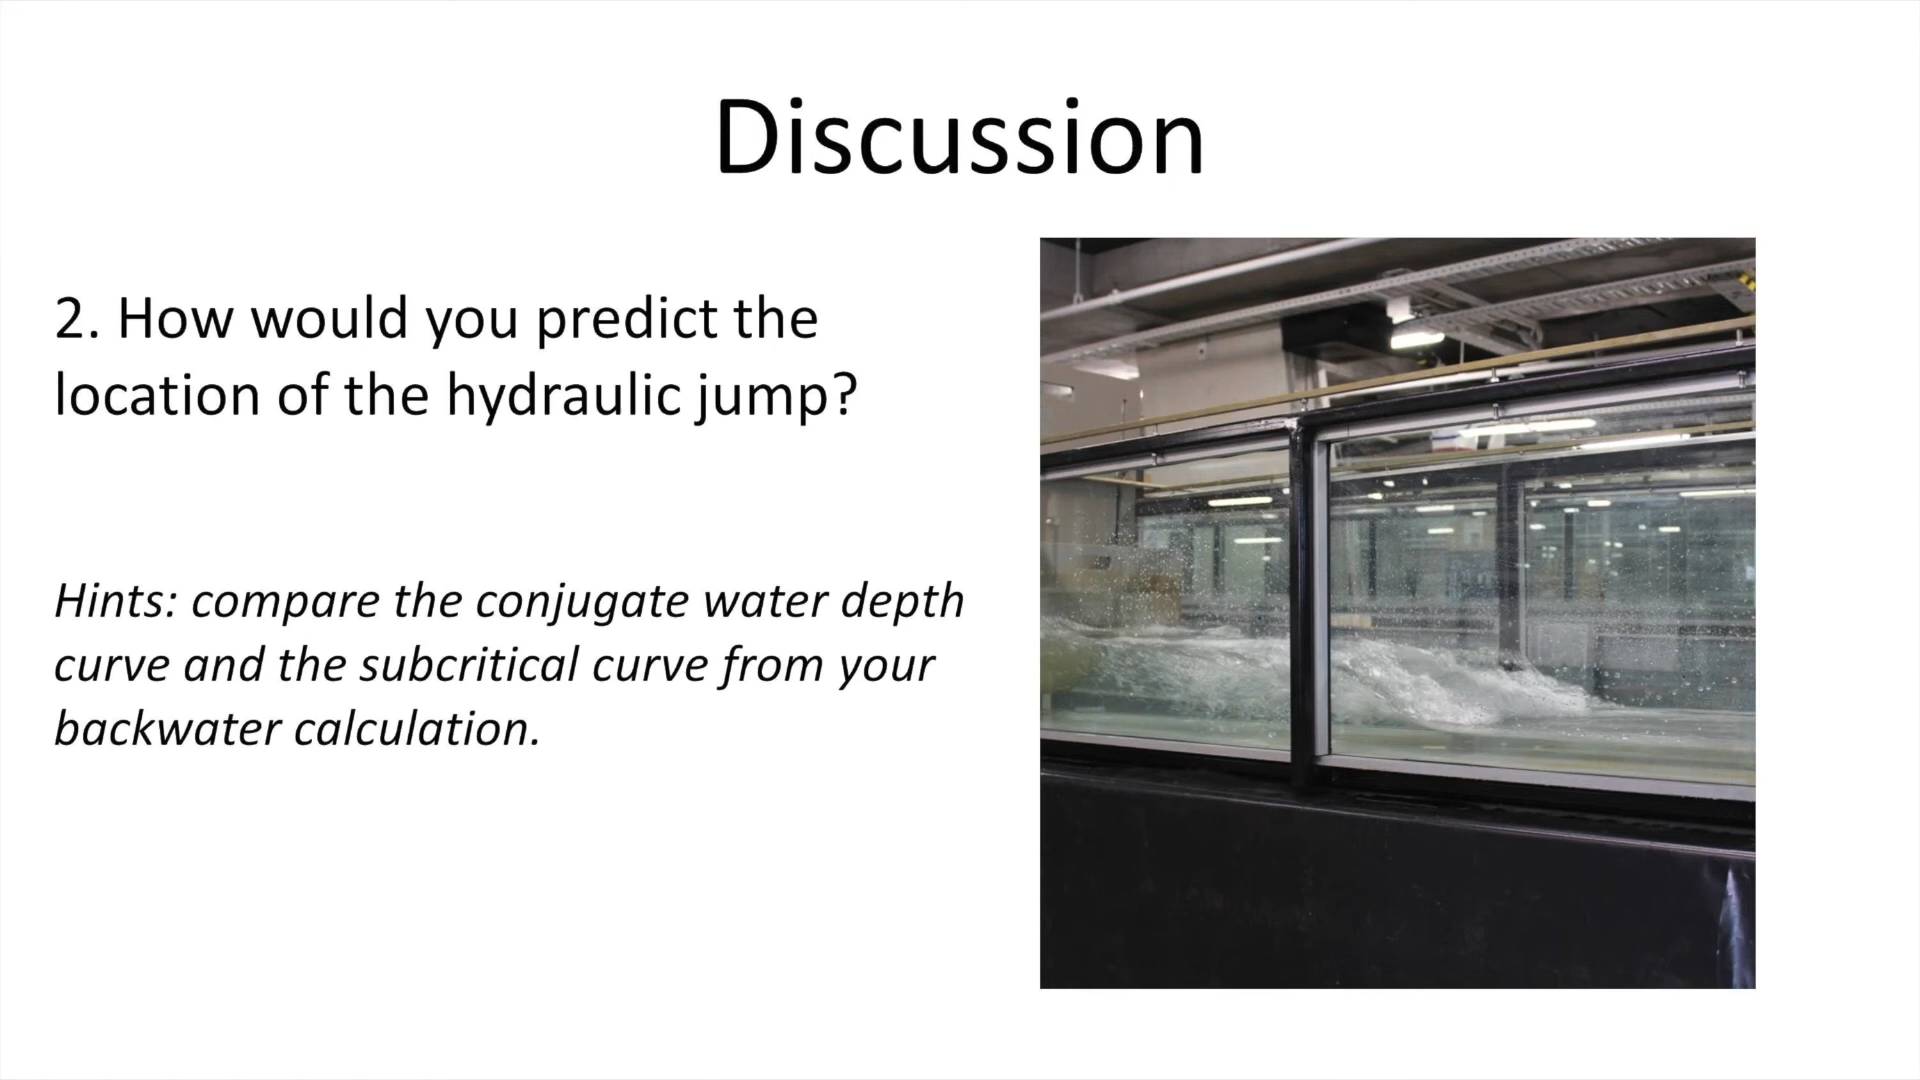 Discussion
2. How would you predict the
location of the hydraulic jump?
Hints: compare the conjugate water depth
curve and the subcritical curve from your
backwater calculation.